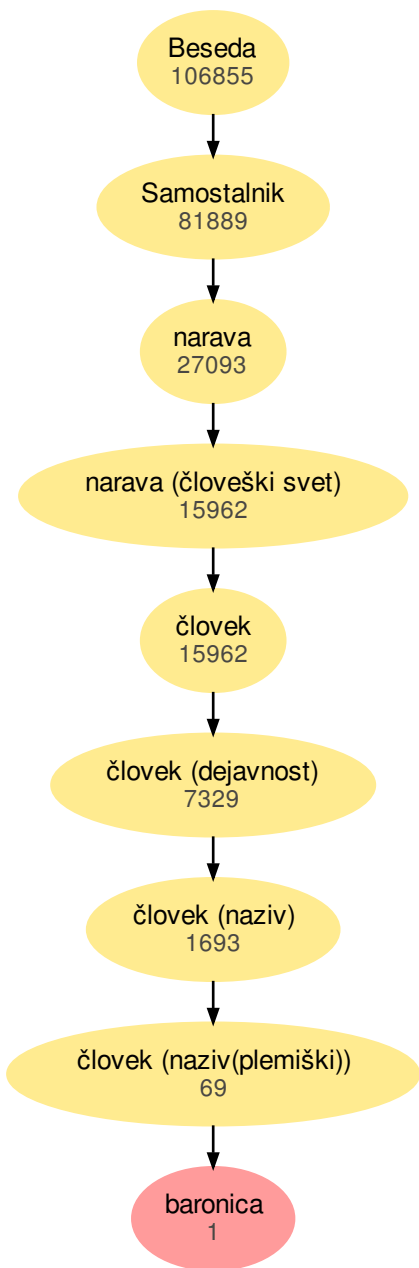 Beseda
106855
Samostalnik
81889
narava
27093
narava (človeški svet)
15962
človek
15962
človek (dejavnost)
7329
človek (naziv)
1693
človek (naziv(plemiški))
69
baronica
1